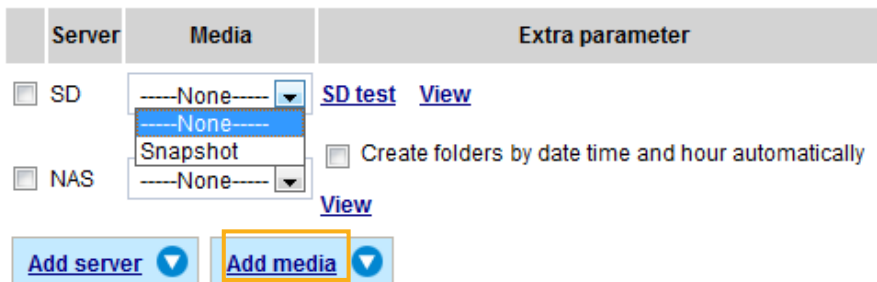 Server Media Extra parameter
SD -----None----- SD test View
-----None-----
Snapshot
Create folders by date time and hour automatically
NAS -----None-----
View
Add server Add media